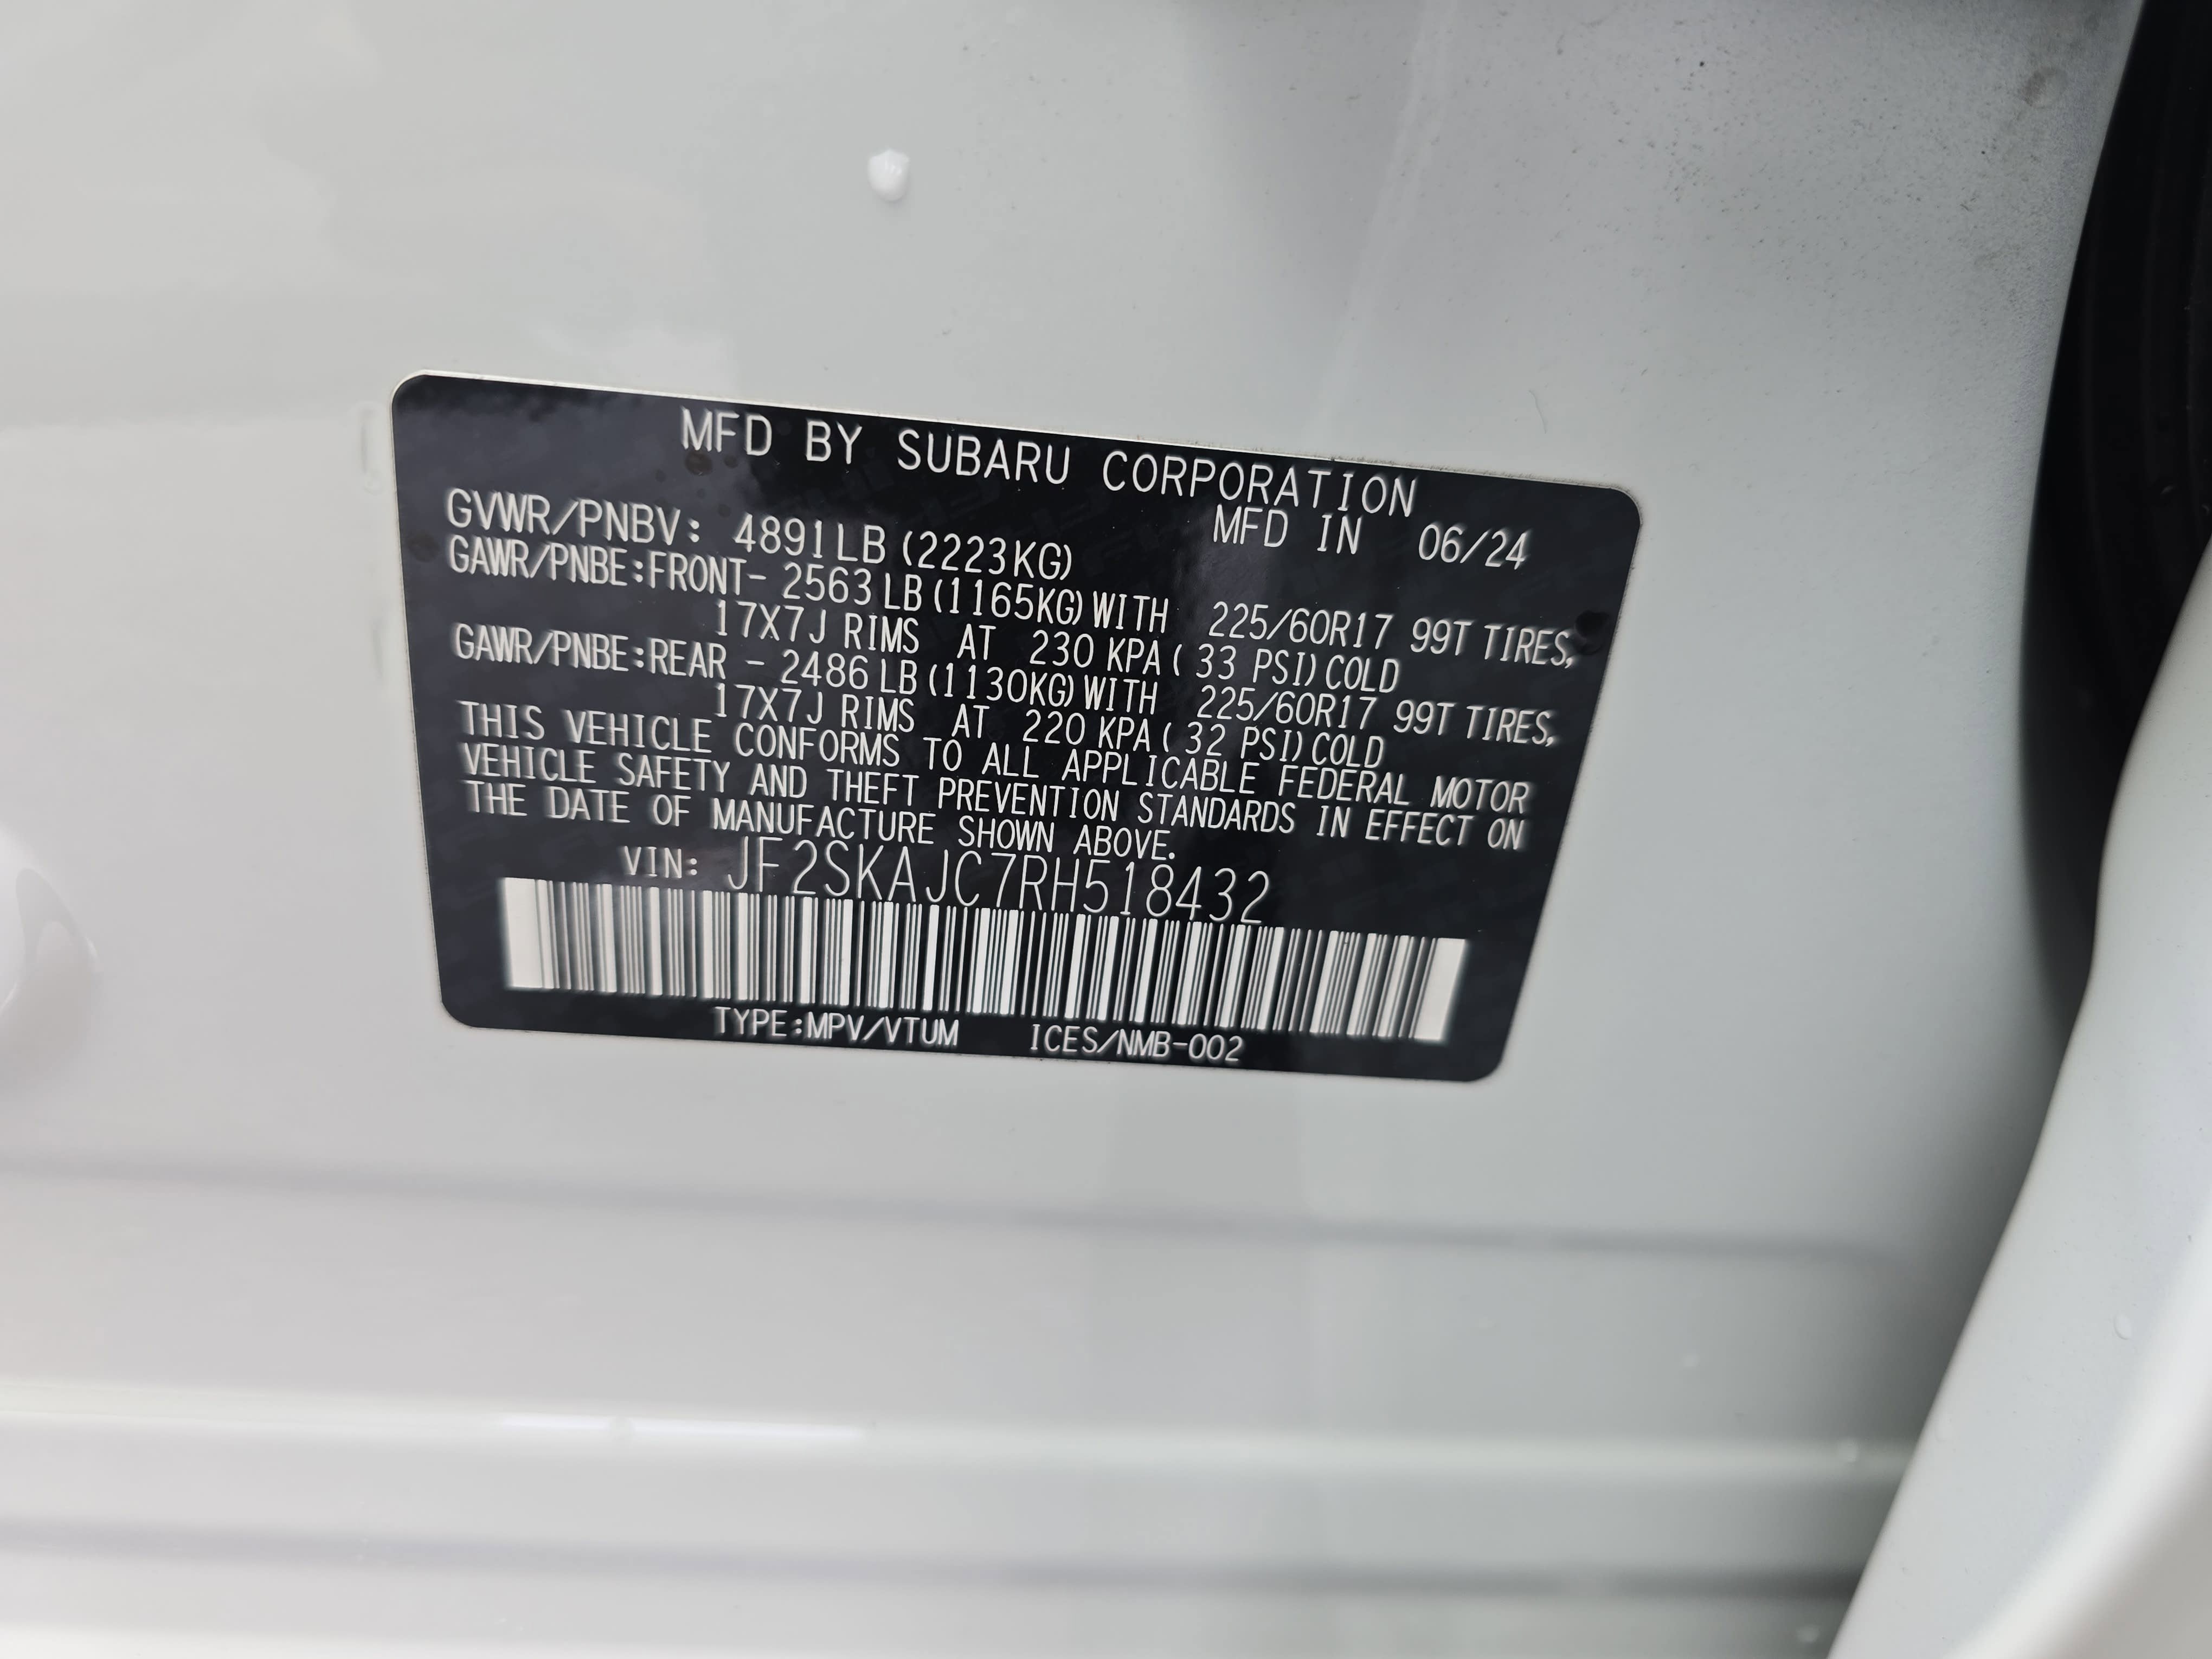 MFD BY SUBARU CORPORATION
MFD IN 06/24
GVWR/PNBV: 4891LB (2223KG)
GAWR/PNBE:FRONT- 2563 LB (1165KG) WITH 225/60R17 99T TIRES,
17X7J RIMS AT 230 KPA ( 33 PSI) COLD
GAWR/PNBE:REAR - 2486 LB (1130KG) WITH 225/60R17 99T TIRES,
17X7J RIMS AT 220 KPA ( 32 PSI) COLD
THIS VEHICLE CONFORMS TO ALL APPLICABLE FEDERAL MOTOR
VEHICLE SAFETY AND THEFT PREVENTION STANDARDS IN EFFECT ON
THE DATE OF MANUFACTURE SHOWN ABOVE.
VIN: JF2SKAJC7RH518432
TYPE:MPV/VTUM ICES/NMB-002